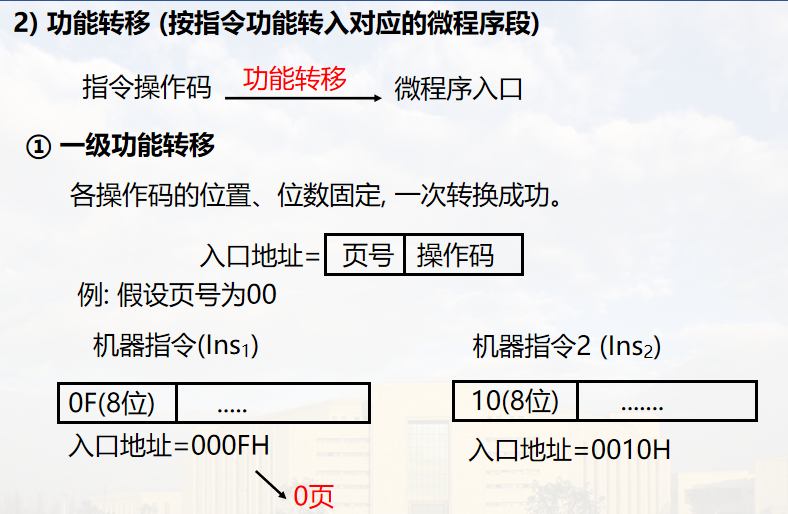 2) 功能转移 (按指令功能转入对应的微程序段)
指令操作码 功能转移 微程序入口
① 一级功能转移
各操作码的位置、位数固定, 一次转换成功。
入口地址= 页号 操作码
例: 假设页号为00
机器指令(Ins₁) 机器指令2 (Ins₂)
0F(8位) ..... 10(8位) .......
入口地址=000FH 入口地址=0010H
0页